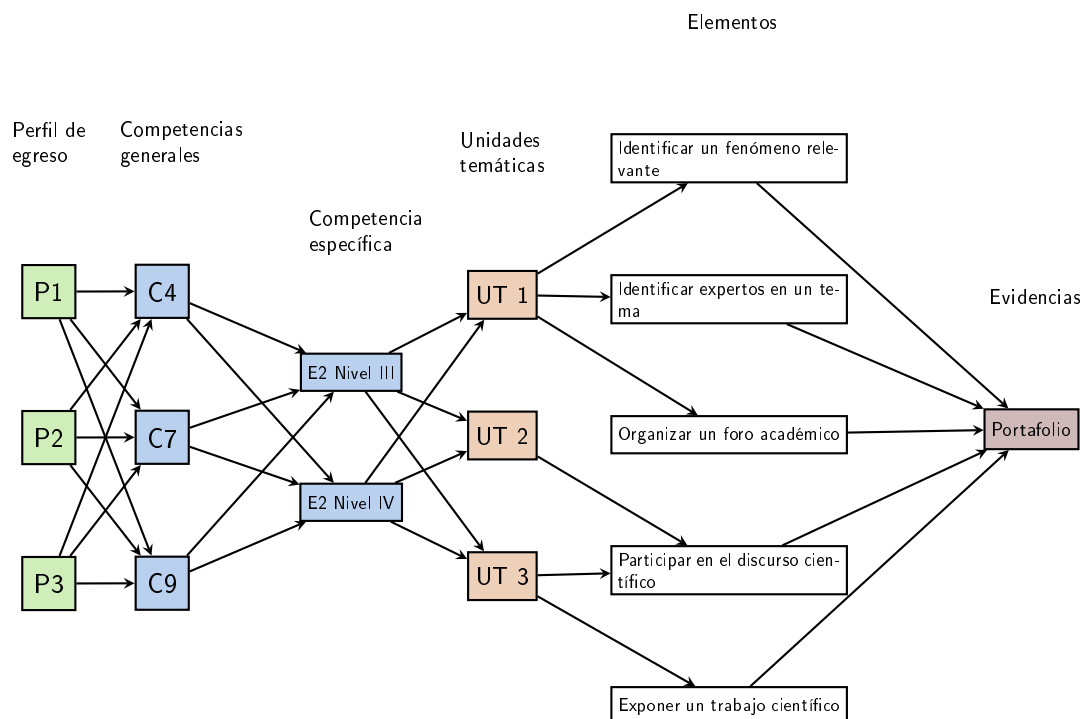 Elementos
Perfil de
egreso
Competencias
generales
Unidades
temáticas
Competencia
específica
Evidencias
P1
P2
P3
C4
C7
C9
E2 Nivel III
E2 Nivel IV
UT 1
UT 2
UT 3
Identificar un fenómeno rele-
vante
Identificar expertos en un te-
ma
Organizar un foro académico
Participar en el discurso cien-
tífico
Exponer un trabajo científico
Portafolio